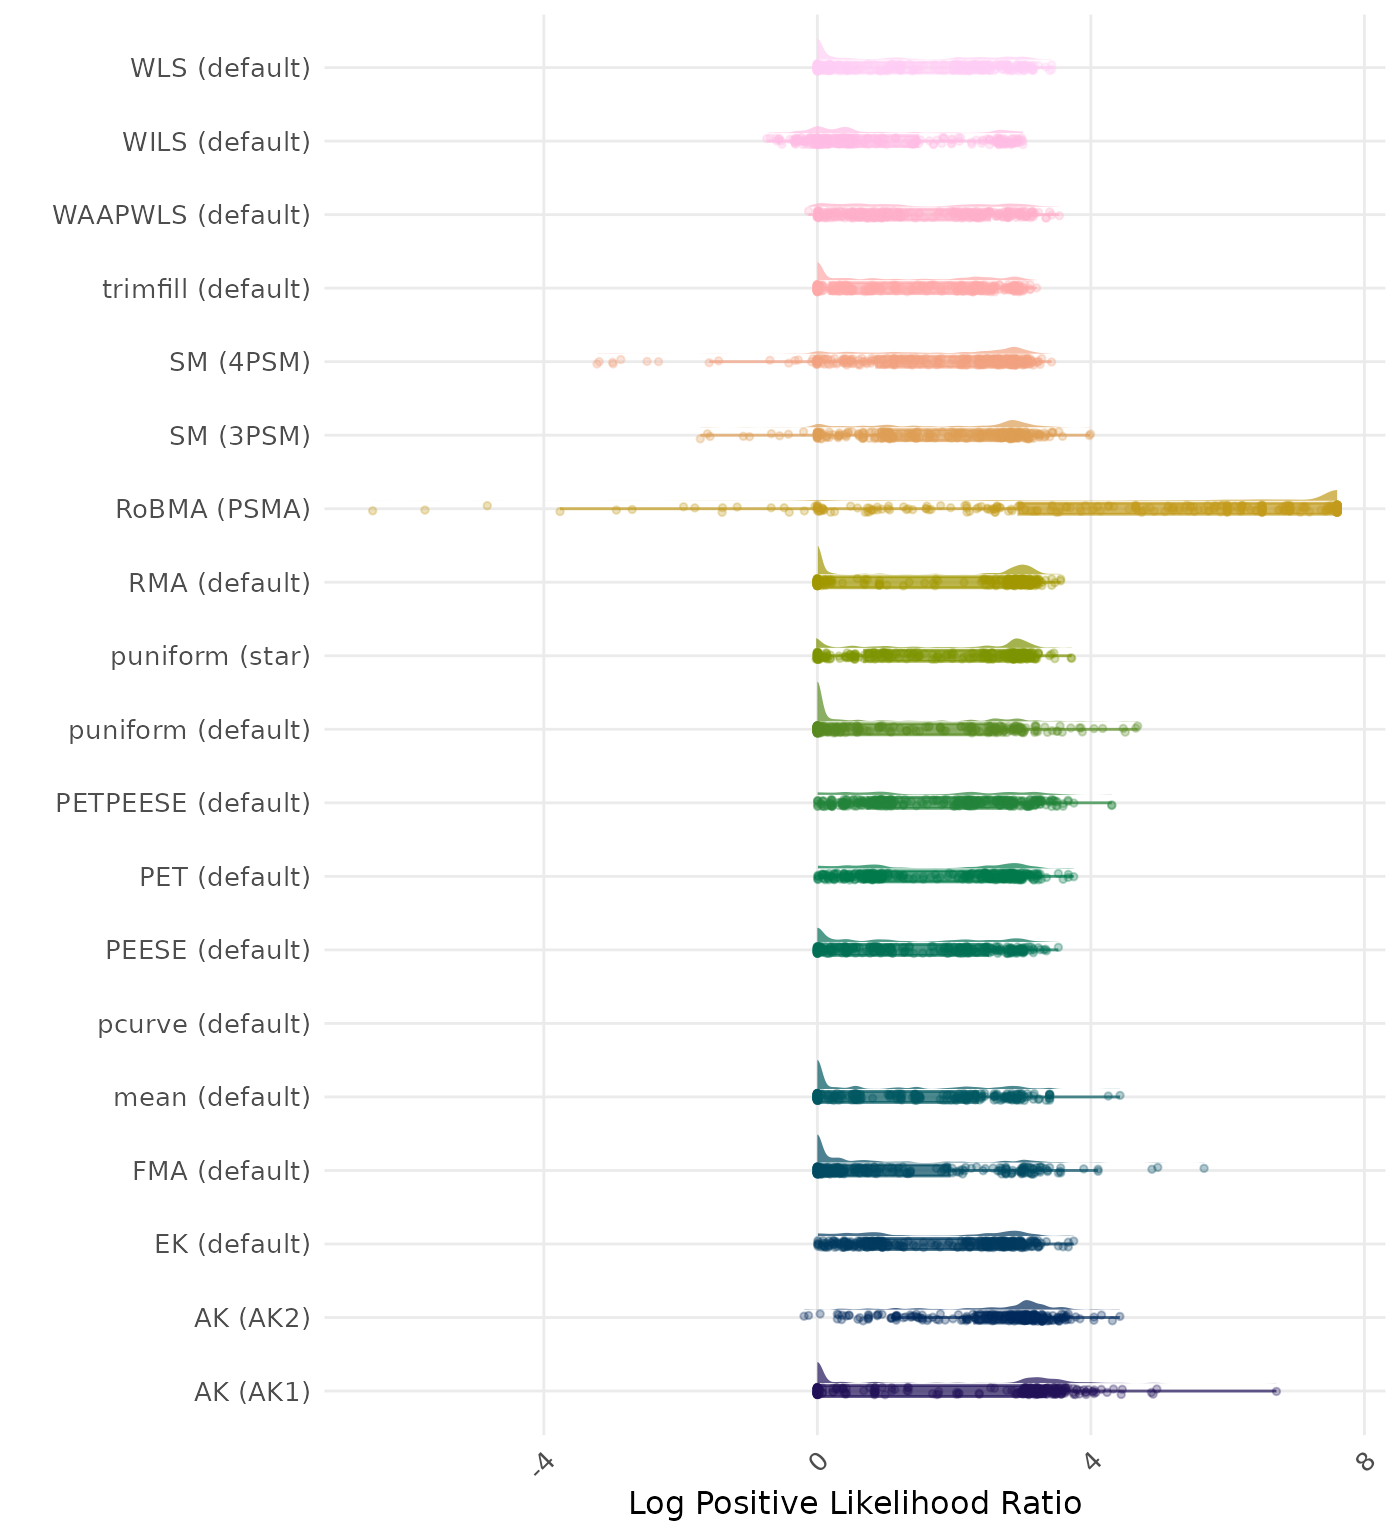 WLS (default)
WILS (default)
WAAPWLS (default)
trimfill (default)
SM (4PSM)
SM (3PSM)
RoBMA (PSMA)
RMA (default)
puniform (star)
puniform (default)
PETPEESE (default)
PET (default)
PEESE (default)
pcurve (default)
mean (default)
FMA (default)
EK (default)
AK (AK2)
AK (AK1)
-4 0 4 8
Log Positive Likelihood Ratio